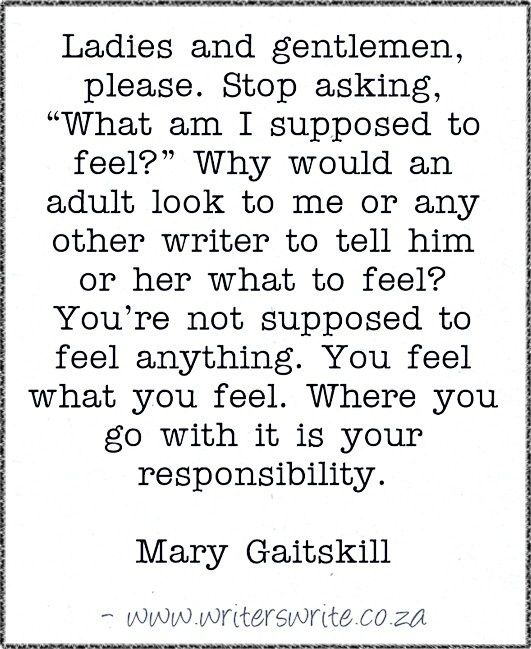 Ladies and gentlemen,
please. Stop asking,
“What am I supposed to
feel?” Why would an
adult look to me or any
other writer to tell him
or her what to feel?
You’re not supposed to
feel anything. You feel
what you feel. Where you
go with it is your
responsibility.
Mary Gaitskill
- www.writerswrite.co.za